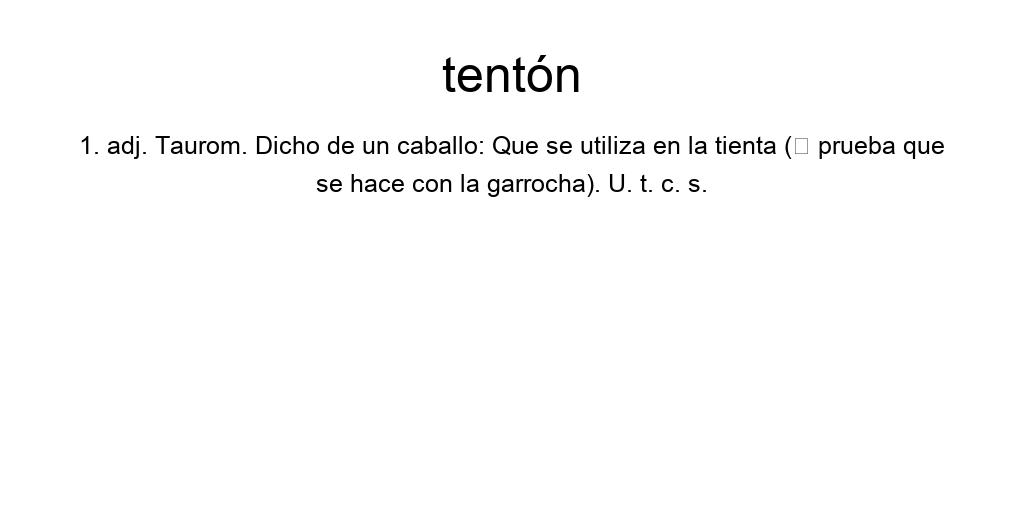 tentón
1. adj. Taurom. Dicho de un caballo: Que se utiliza en la tienta (□ prueba que
se hace con la garrocha). U. t. c. s.